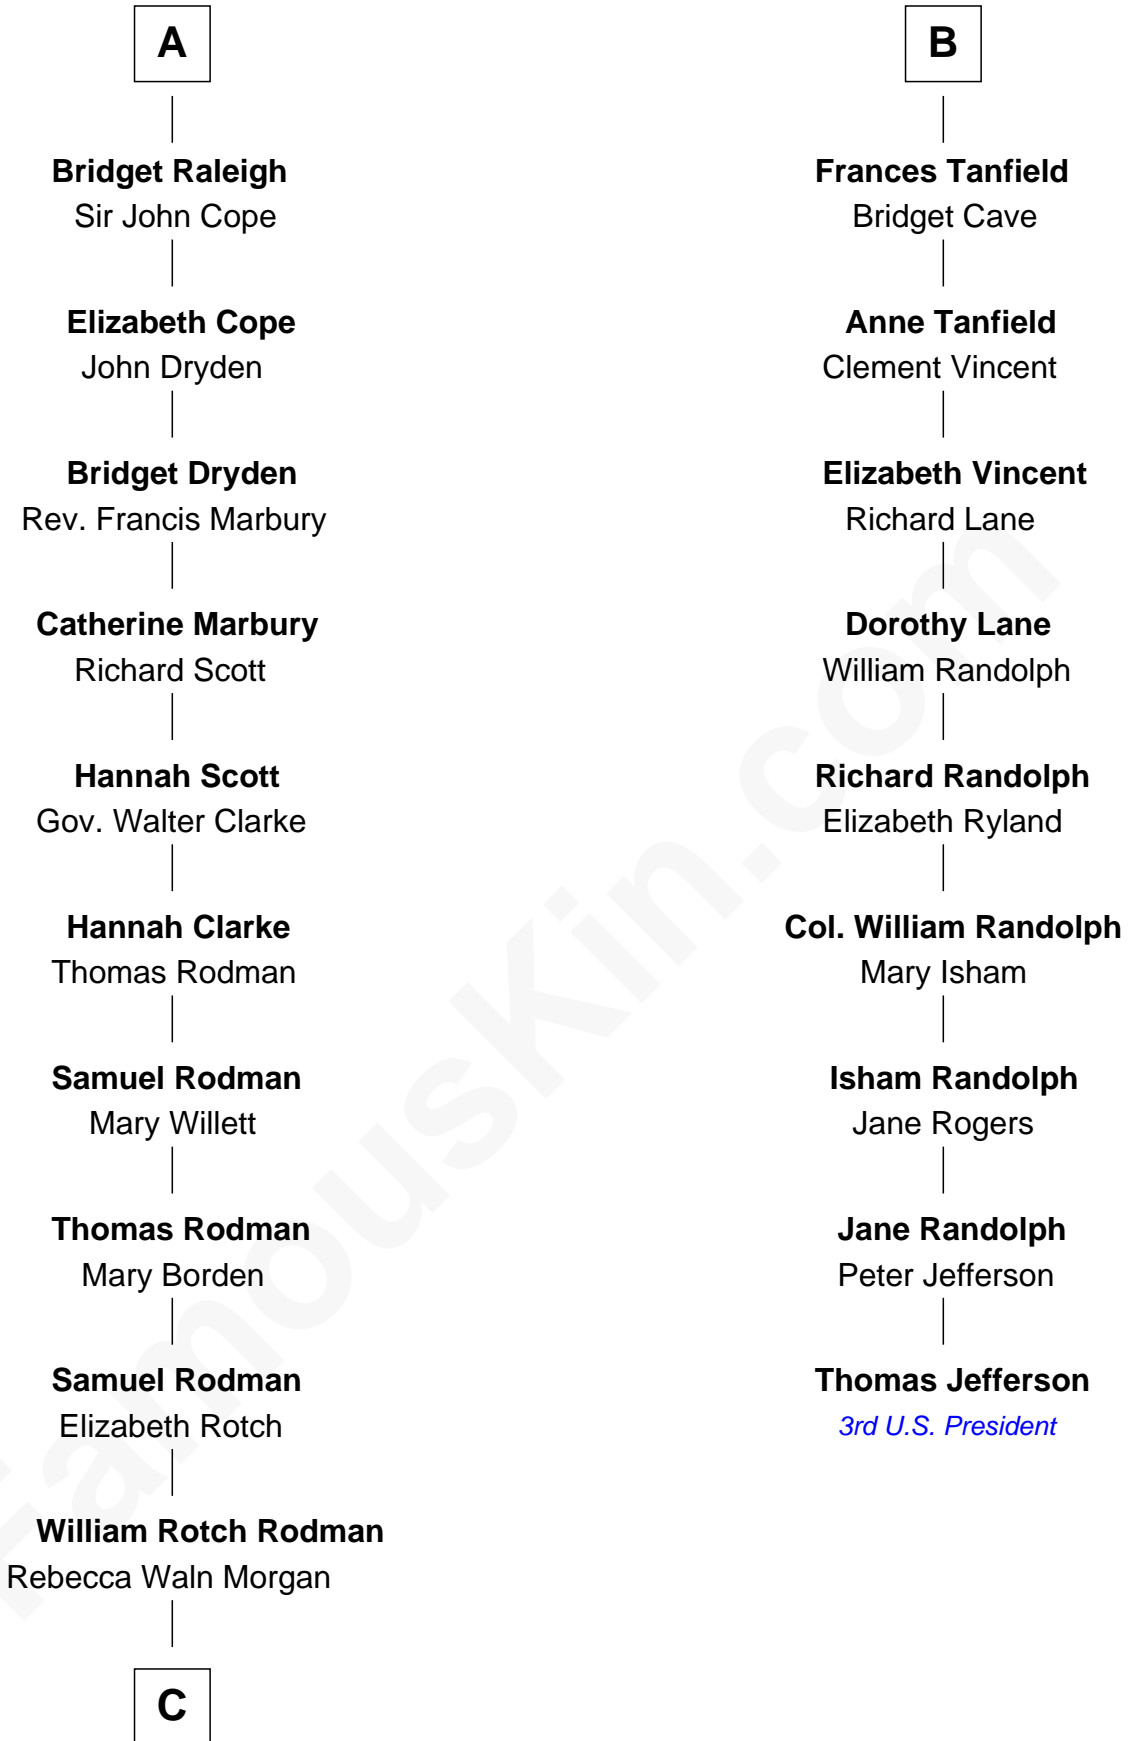 A
Bridget Raleigh
Sir John Cope
Elizabeth Cope
John Dryden
Bridget Dryden
Rev. Francis Marbury
Catherine Marbury
Richard Scott
Hannah Scott
Gov. Walter Clarke
Hannah Clarke
Thomas Rodman
Samuel Rodman
Mary Willett
Thomas Rodman
Mary Borden
Samuel Rodman
Elizabeth Rotch
William Rotch Rodman
Rebecca Waln Morgan
C
B
Frances Tanfield
Bridget Cave
Anne Tanfield
Clement Vincent
Elizabeth Vincent
Richard Lane
Dorothy Lane
William Randolph
Richard Randolph
Elizabeth Ryland
Col. William Randolph
Mary Isham
Isham Randolph
Jane Rogers
Jane Randolph
Peter Jefferson
Thomas Jefferson
3rd U.S. President
FamousKin.com